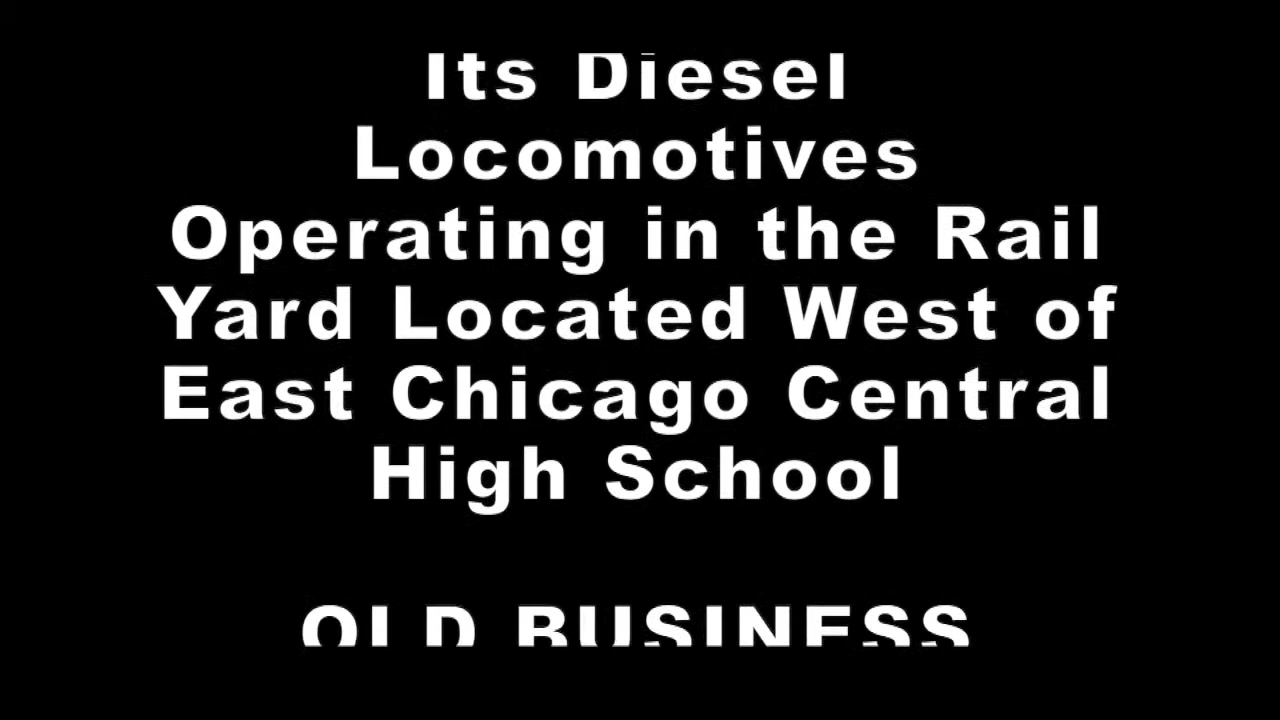 Its Diesel
Locomotives
Operating in the Rail
Yard Located West of
East Chicago Central
High School
OLD BUSINESS